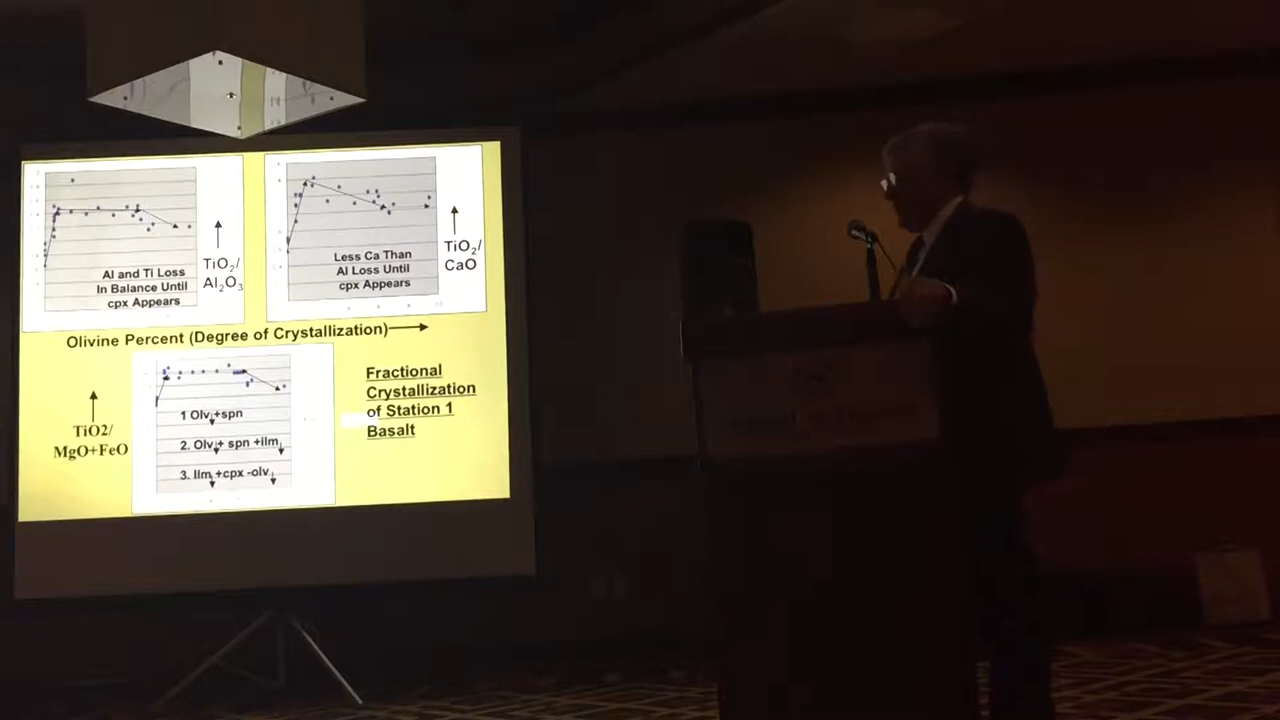 Al and Ti Loss
In Balance Until
cpx Appears
TiO₂/
Al₂O₃
Less Ca Than
Al Loss Until
cpx Appears
TiO₂/
CaO
Olivine Percent (Degree of Crystallization)
TiO2/
MgO+FeO
1 Olv+spn
2. Olv+ spn +ilm
3. Ilm +cpx -olv
Fractional
Crystallization
of Station 1
Basalt